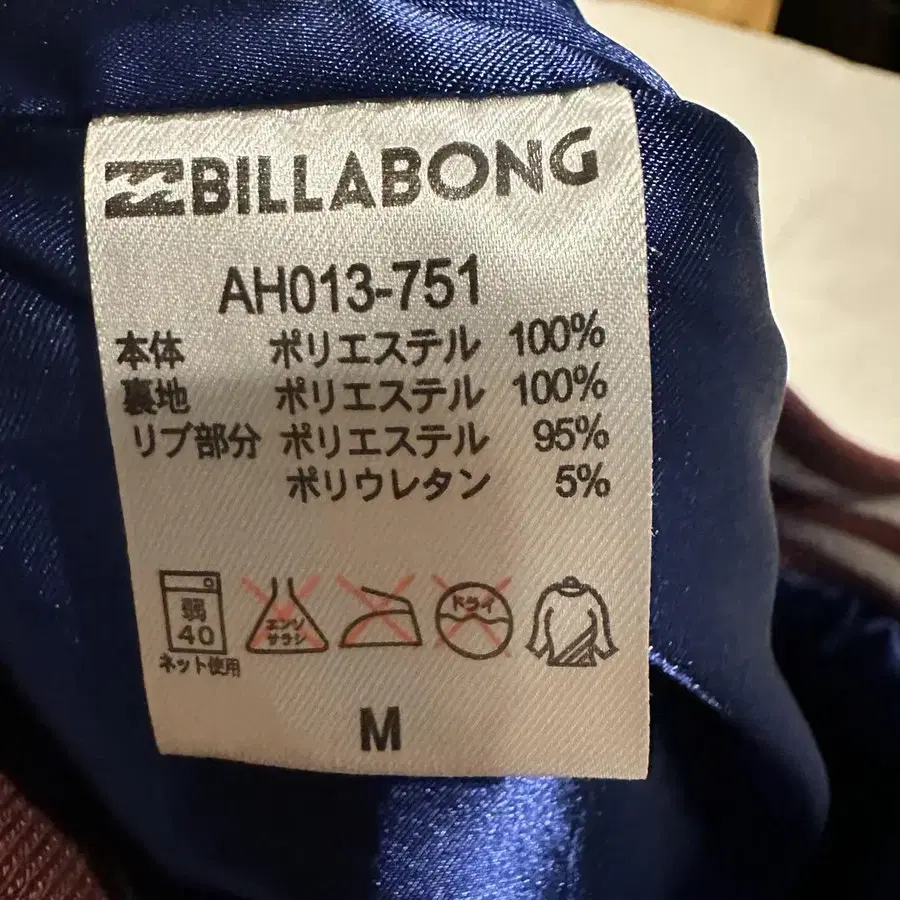 BILLABONG
AH013-751
本体 ポリエステル 100%
裏地 ポリエステル 100%
リブ部分 ポリエステル 95%
ポリウレタン 5%
弱
40
ネット使用
エンソ
サラシ
ドライ
M